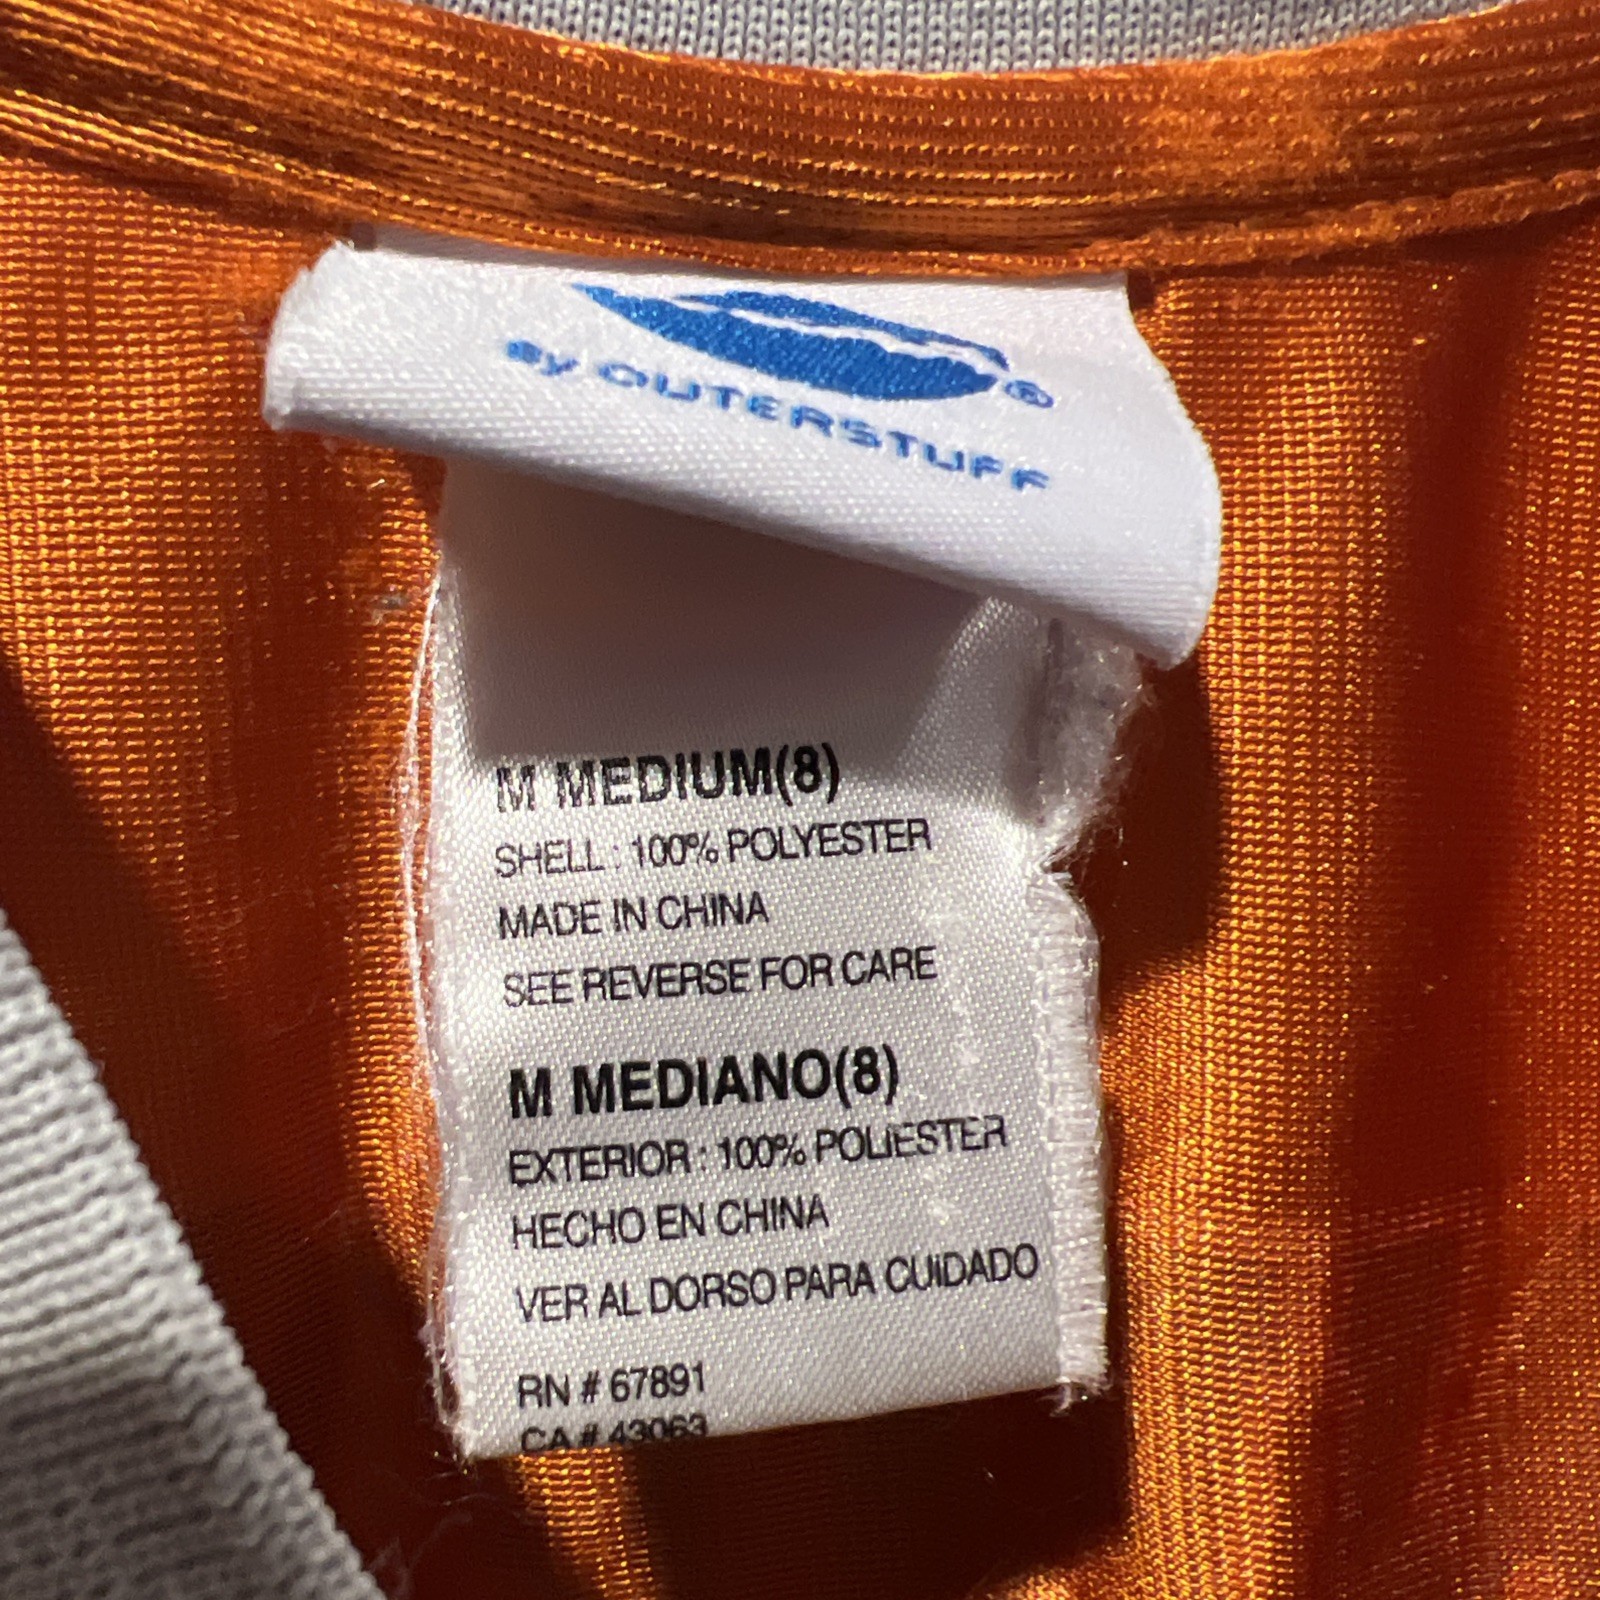 ®
By OUTERSTUFF
M MEDIUM(8)
SHELL : 100% POLYESTER
MADE IN CHINA
SEE REVERSE FOR CARE
M MEDIANO(8)
EXTERIOR : 100% POLIESTER
HECHO EN CHINA
VER AL DORSO PARA CUIDADO
RN # 67891
CA # 43063